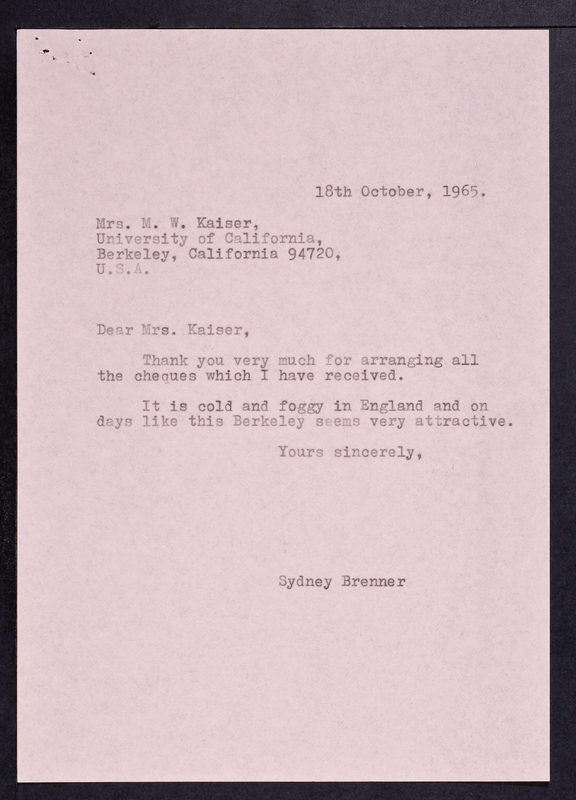 18th October, 1965.
Mrs. M. W. Kaiser,
University of California,
Berkeley, California 94720,
U.S.A.
Dear Mrs. Kaiser,
Thank you very much for arranging all
the cheques which I have received.
It is cold and foggy in England and on
days like this Berkeley seems very attractive.
Yours sincerely,
Sydney Brenner